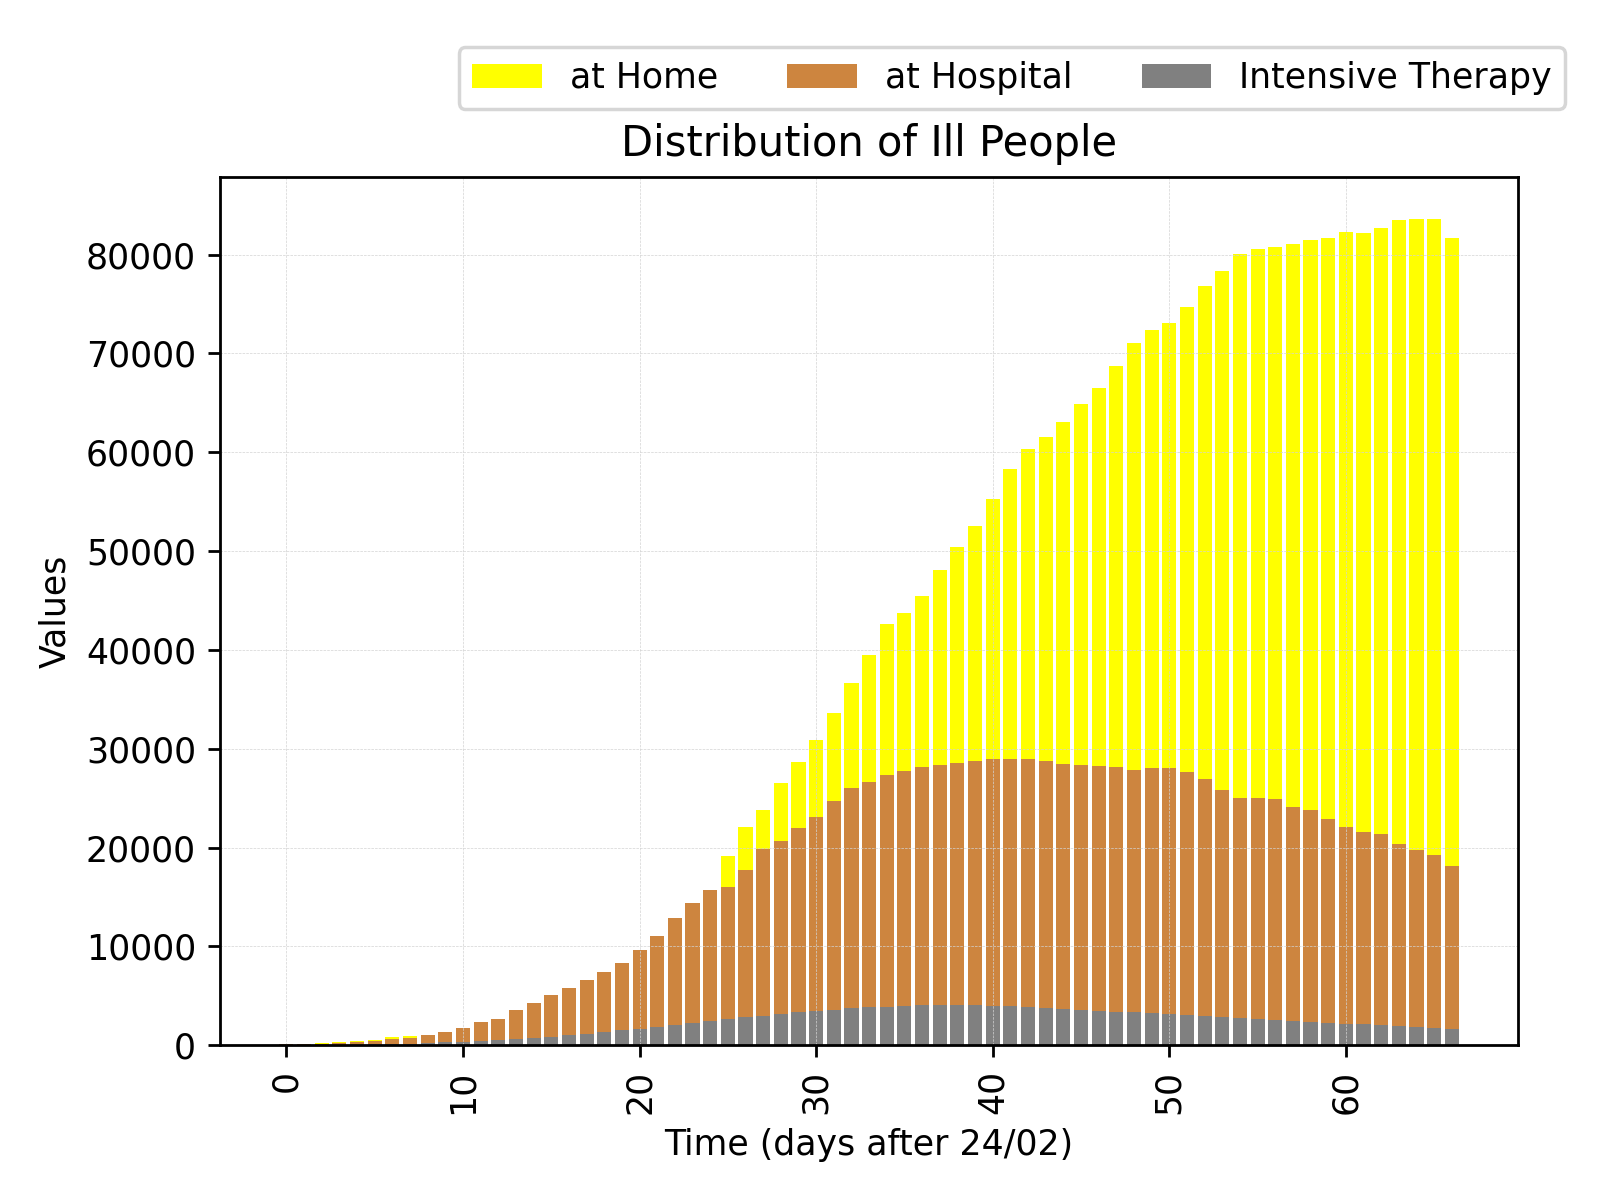 at Home at Hospital Intensive Therapy
Distribution of Ill People
80000
70000
60000
50000
40000
30000
20000
10000
0
Values
0 10 20 30 40 50 60
Time (days after 24/02)